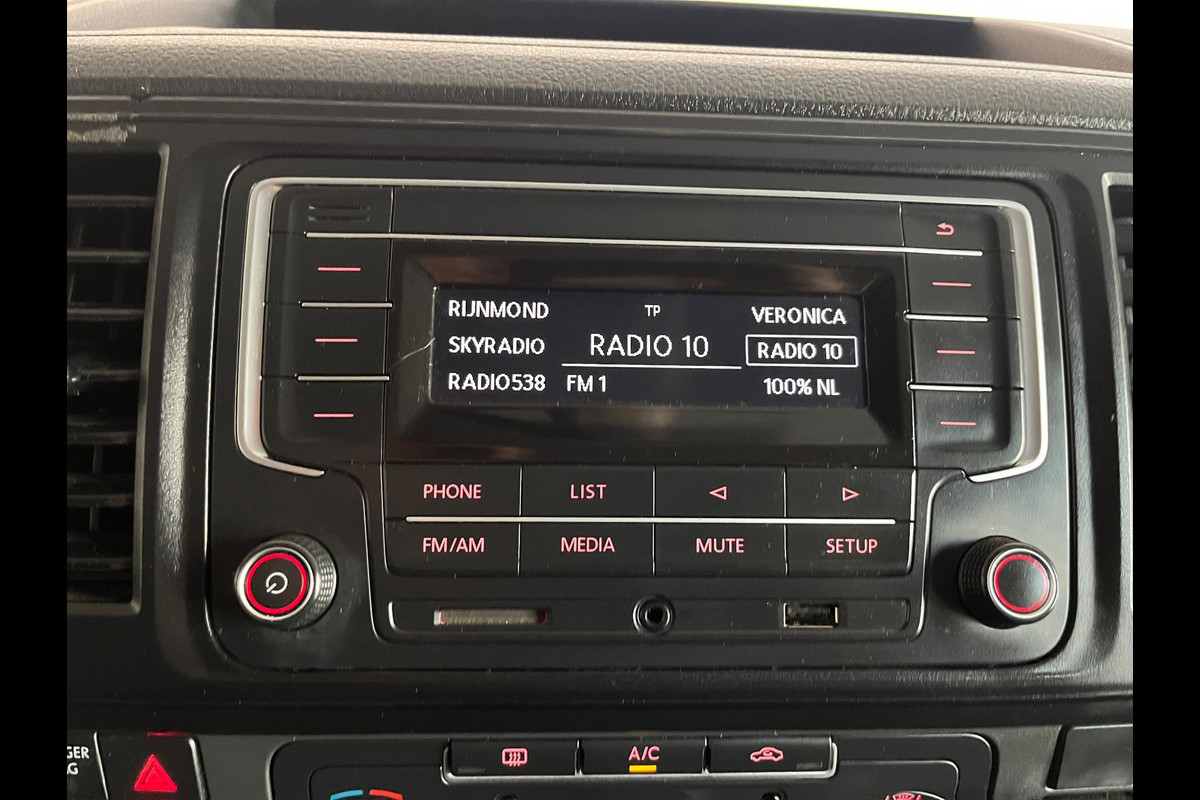 RIJNMOND TP VERONICA
SKYRADIO RADIO 10 RADIO 10
RADIO538 FM 1 100% NL
PHONE LIST
FM/AM MEDIA MUTE SETUP
A/C